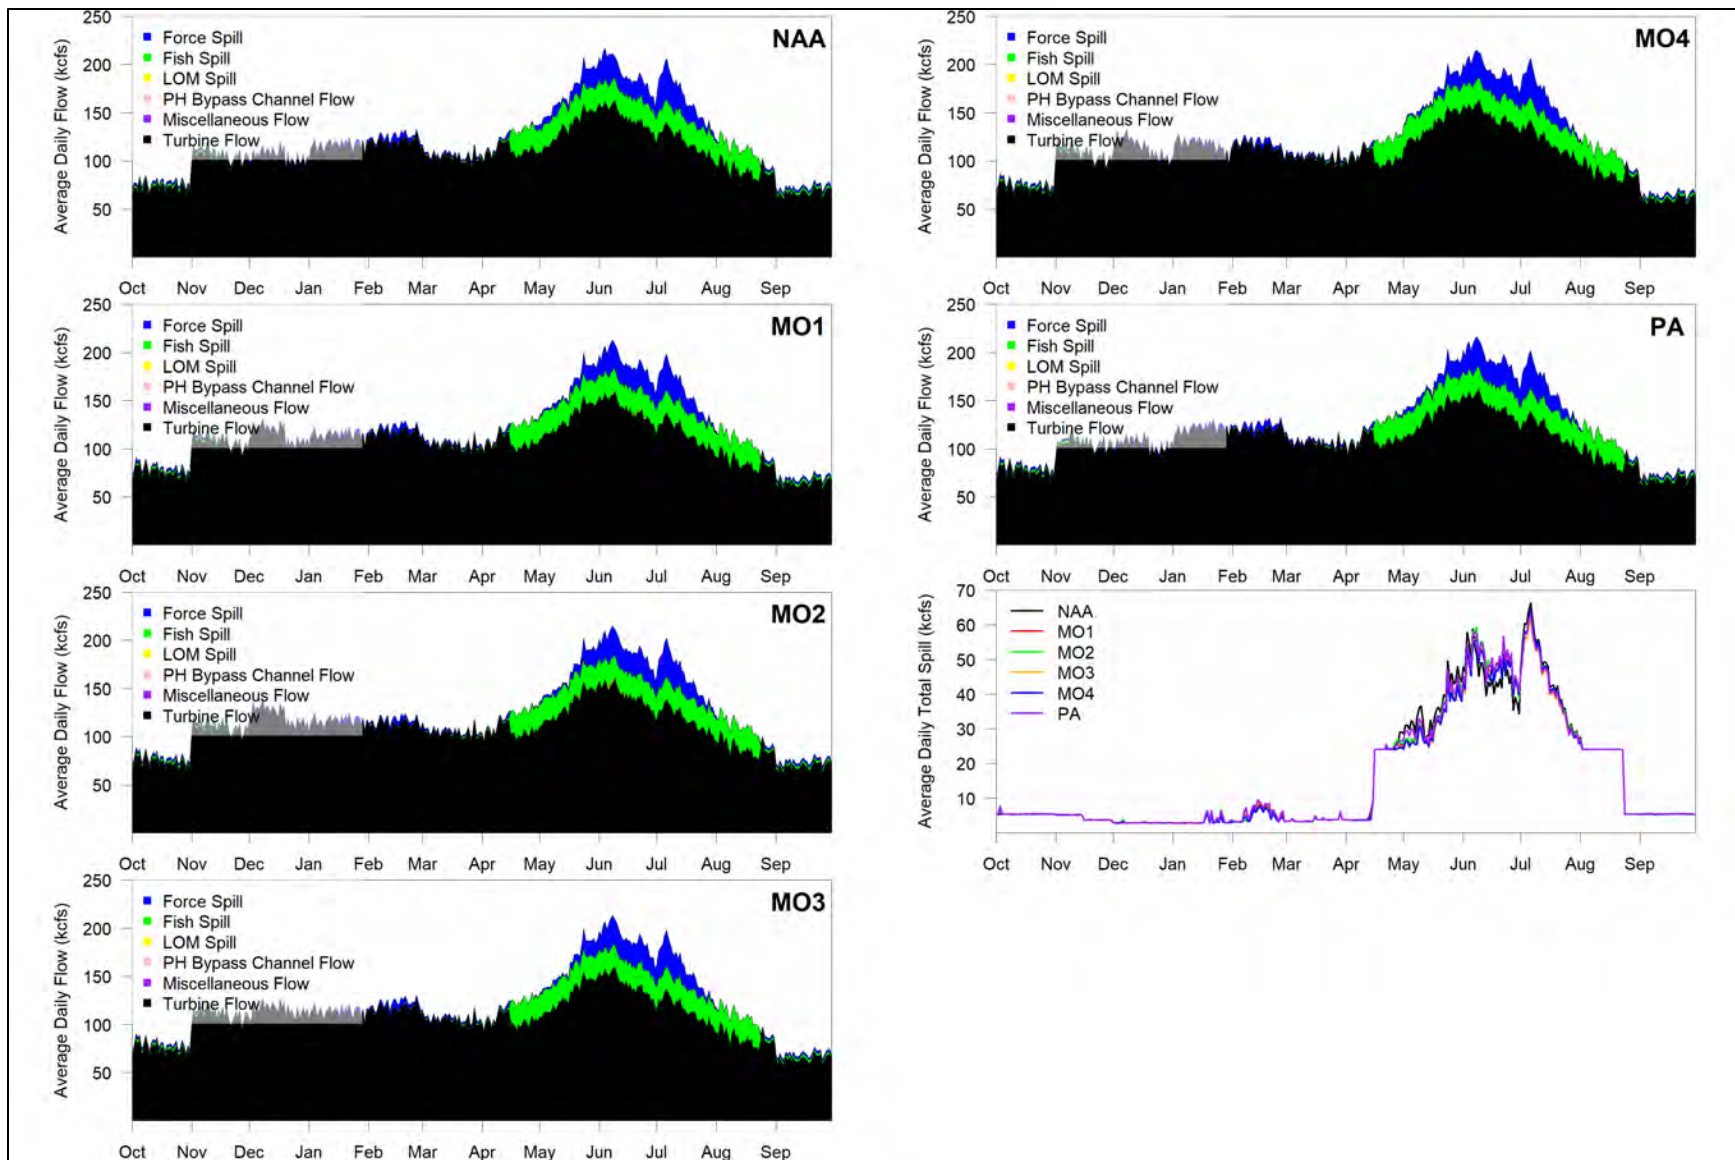 NAA
Average Daily Flow (kcfs)
250
200
150
100
50
Force Spill
Fish Spill
LOM Spill
PH Bypass Channel Flow
Miscellaneous Flow
Turbine Flow
Oct Nov Dec Jan Feb Mar Apr May Jun Jul Aug Sep
MO4
Average Daily Flow (kcfs)
250
200
150
100
50
Force Spill
Fish Spill
LOM Spill
PH Bypass Channel Flow
Miscellaneous Flow
Turbine Flow
Oct Nov Dec Jan Feb Mar Apr May Jun Jul Aug Sep
MO1
Average Daily Flow (kcfs)
250
200
150
100
50
Force Spill
Fish Spill
LOM Spill
PH Bypass Channel Flow
Miscellaneous Flow
Turbine Flow
Oct Nov Dec Jan Feb Mar Apr May Jun Jul Aug Sep
PA
Average Daily Flow (kcfs)
250
200
150
100
50
Force Spill
Fish Spill
LOM Spill
PH Bypass Channel Flow
Miscellaneous Flow
Turbine Flow
Oct Nov Dec Jan Feb Mar Apr May Jun Jul Aug Sep
MO2
Average Daily Flow (kcfs)
250
200
150
100
50
Force Spill
Fish Spill
LOM Spill
PH Bypass Channel Flow
Miscellaneous Flow
Turbine Flow
Oct Nov Dec Jan Feb Mar Apr May Jun Jul Aug Sep
Average Daily Total Spill (kcfs)
70
60
50
40
30
20
10
NAA
MO1
MO2
MO3
MO4
PA
Oct Nov Dec Jan Feb Mar Apr May Jun Jul Aug Sep
MO3
Average Daily Flow (kcfs)
250
200
150
100
50
Force Spill
Fish Spill
LOM Spill
PH Bypass Channel Flow
Miscellaneous Flow
Turbine Flow
Oct Nov Dec Jan Feb Mar Apr May Jun Jul Aug Sep